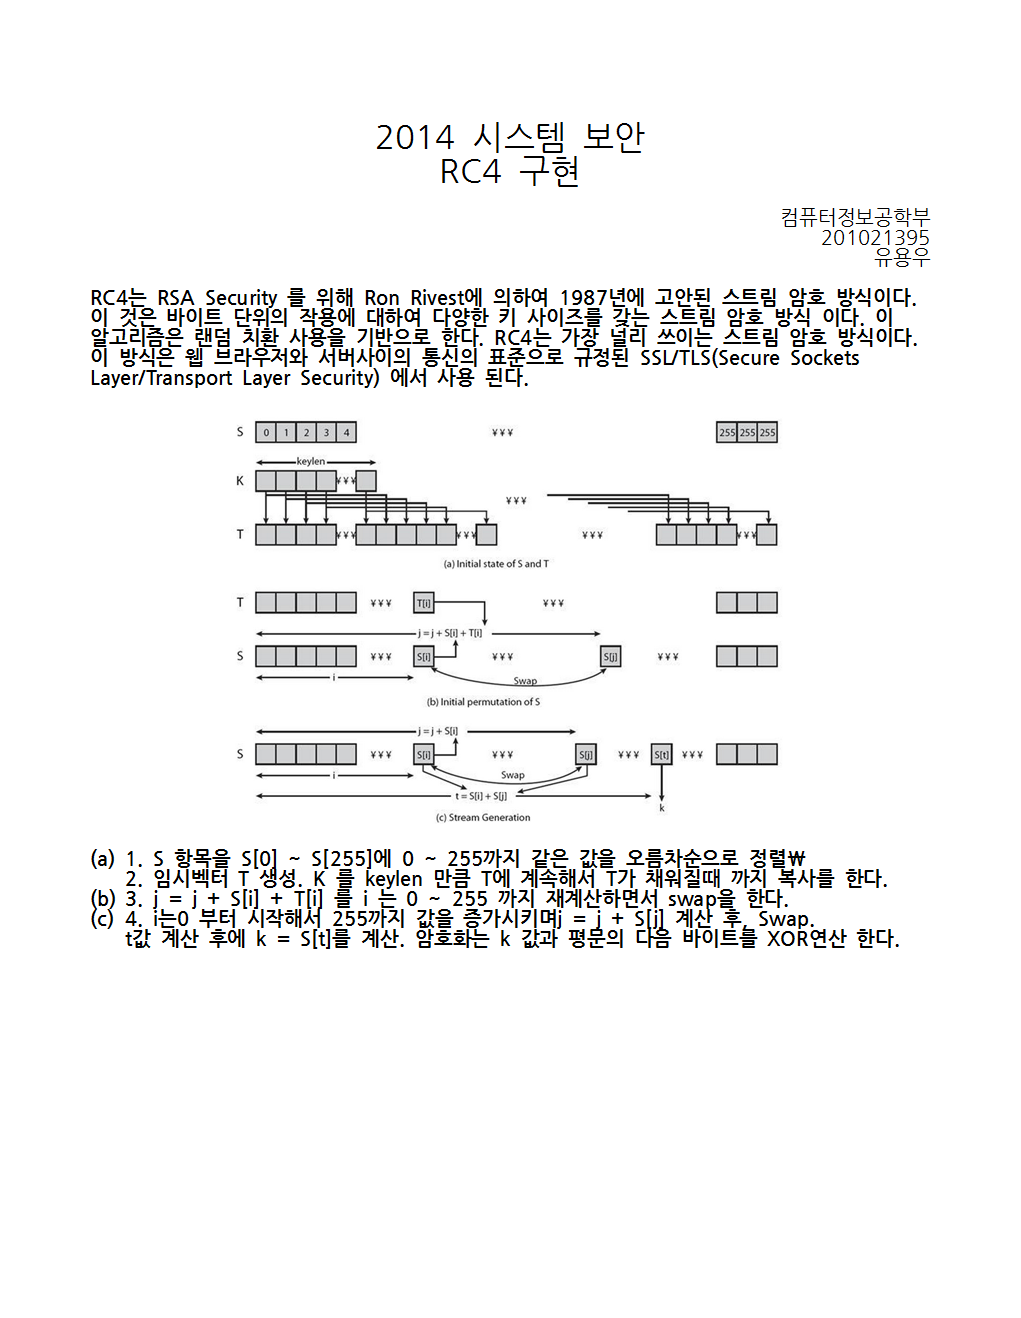 2014 시스템 보안
RC4 구현
컴퓨터정보공학부
201021395
유용우
RC4는 RSA Security 를 위해 Ron Rivest에 의하여 1987년에 고안된 스트림 암호 방식이다.
이 것은 바이트 단위의 작용에 대하여 다양한 키 사이즈를 갖는 스트림 암호 방식 이다. 이
알고리즘은 랜덤 치환 사용을 기반으로 한다. RC4는 가장 널리 쓰이는 스트림 암호 방식이다.
이 방식은 웹 브라우저와 서버사이의 통신의 표준으로 규정된 SSL/TLS(Secure Sockets
Layer/Transport Layer Security) 에서 사용 된다.
S 0 1 2 3 4 ¥¥¥ 255 255 255
keylen
K ¥¥¥ ¥¥¥
T ¥¥¥ ¥¥¥ ¥¥¥ ¥¥¥
(a) Initial state of S and T
T ¥¥¥ T[i] ¥¥¥
j = j + S[i] + T[i]
S ¥¥¥ S[i] ¥¥¥ S[j] ¥¥¥
i Swap
(b) Initial permutation of S
j = j + S[i]
S ¥¥¥ S[i] ¥¥¥ S[j] ¥¥¥ S[t] ¥¥¥
i Swap
t = S[i] + S[j]
k
(c) Stream Generation
(a) 1. S 항목을 S[0] ~ S[255]에 0 ~ 255까지 같은 값을 오름차순으로 정렬₩
2. 임시벡터 T 생성. K 를 keylen 만큼 T에 계속해서 T가 채워질때 까지 복사를 한다.
(b) 3. j = j + S[i] + T[i] 를 i 는 0 ~ 255 까지 재계산하면서 swap을 한다.
(c) 4. i는0 부터 시작해서 255까지 값을 증가시키며j = j + S[j] 계산 후, Swap.
t값 계산 후에 k = S[t]를 계산. 암호화는 k 값과 평문의 다음 바이트를 XOR연산 한다.